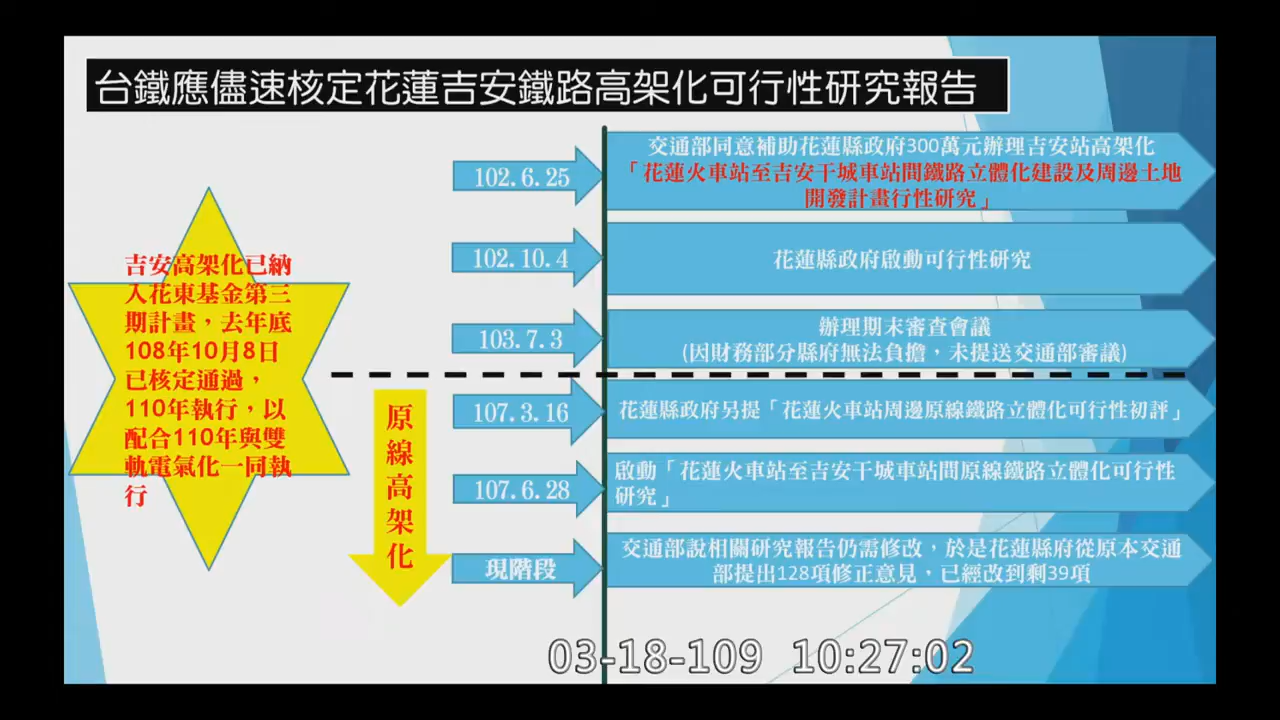 台鐵應儘速核定花蓮吉安鐵路高架化可行性研究報告
吉安高架化已納
入花東基金第三
期計畫，去年底
108年10月8日
已核定通過，
110年執行，以
配合110年與雙
軌電氣化一同執
行
原線高架化
102.6.25
交通部同意補助花蓮縣政府300萬元辦理吉安站高架化
「花蓮火車站至吉安干城車站間鐵路立體化建設及周邊土地
開發計畫行性研究」
102.10.4
花蓮縣政府啟動可行性研究
103.7.3
辦理期末審查會議
(因財務部分縣府無法負擔，未提送交通部審議)
107.3.16
花蓮縣政府另提「花蓮火車站周邊原線鐵路立體化可行性初評」
107.6.28
啟動「花蓮火車站至吉安干城車站間原線鐵路立體化可行性
研究」
現階段
交通部說相關研究報告仍需修改，於是花蓮縣府從原本交通
部提出128項修正意見，已經改到剩39項
03-18-109 10:27:02